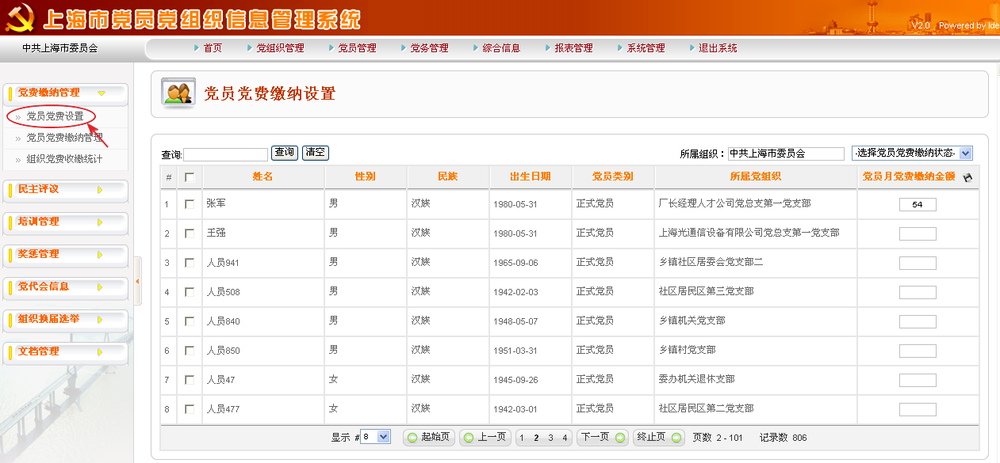 上海市党员党组织信息管理系统
V2.0 Powered by Ide
中共上海市委员会 首页 党组织管理 党员管理 党务管理 综合信息 报表管理 系统管理 退出系统
党费缴纳管理
» 党员党费设置
» 党员党费缴纳管理
» 组织党费收缴统计
民主评议
培训管理
奖惩管理
党代会信息
组织换届选举
文档管理
党员党费缴纳设置
查询: 查询 清空 所属组织： 中共上海市委员会 -选择党员党费缴纳状态-
# 姓名 性别 民族 出生日期 党员类别 所属党组织 党员月党费缴纳金额
1 张军 男 汉族 1980-05-31 正式党员 厂长经理人才公司党总支第一党支部 54
2 王强 男 汉族 1980-05-31 正式党员 上海光通信设备有限公司党总支第一党支部
3 人员941 男 汉族 1965-09-06 正式党员 乡镇社区居委会党支部二
4 人员508 男 汉族 1942-02-03 正式党员 社区居民区第三党支部
5 人员840 男 汉族 1948-05-07 正式党员 乡镇机关党支部
6 人员850 男 汉族 1951-03-31 正式党员 乡镇村党支部
7 人员47 女 汉族 1945-09-26 正式党员 委办机关退休支部
8 人员477 女 汉族 1942-03-01 正式党员 社区居民区第二党支部
显示 # 8 起始页 上一页 1 2 3 4 下一页 终止页 页数 2 - 101 记录数 806